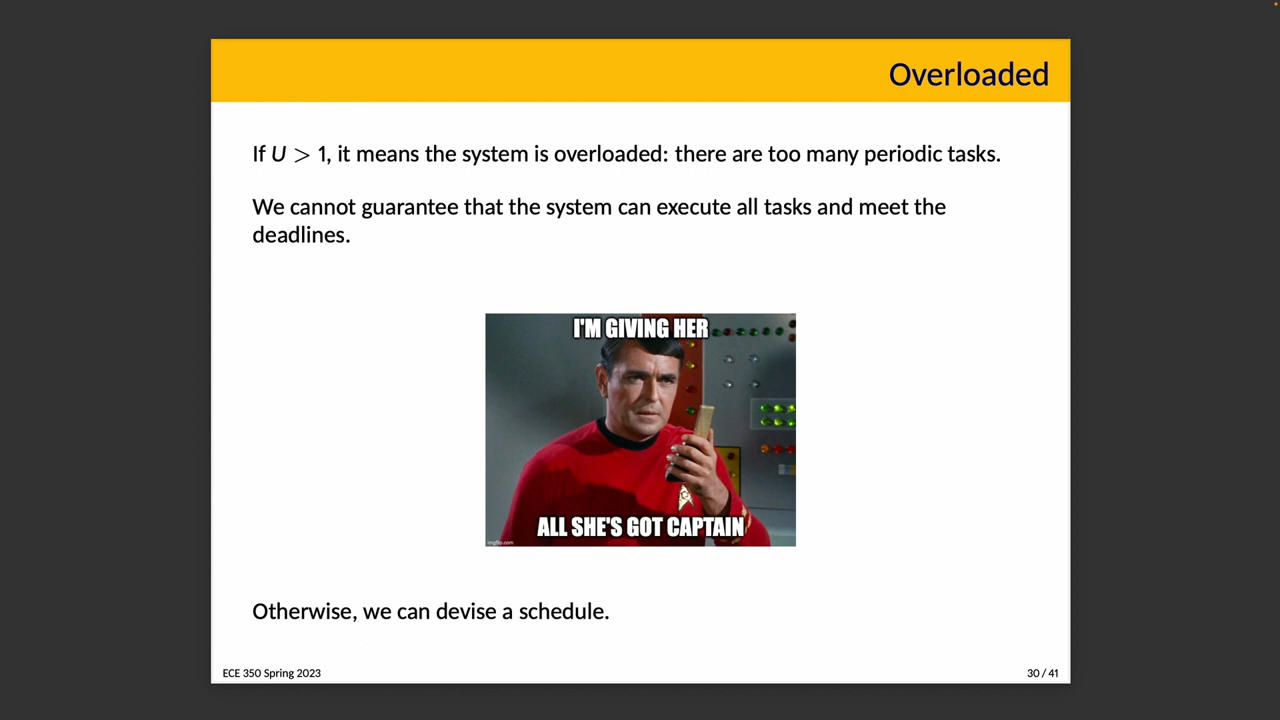 Overloaded
If U > 1, it means the system is overloaded: there are too many periodic tasks.
We cannot guarantee that the system can execute all tasks and meet the
deadlines.
I'M GIVING HER
ALL SHE'S GOT CAPTAIN
imgflip.com
Otherwise, we can devise a schedule.
ECE 350 Spring 2023
30 / 41